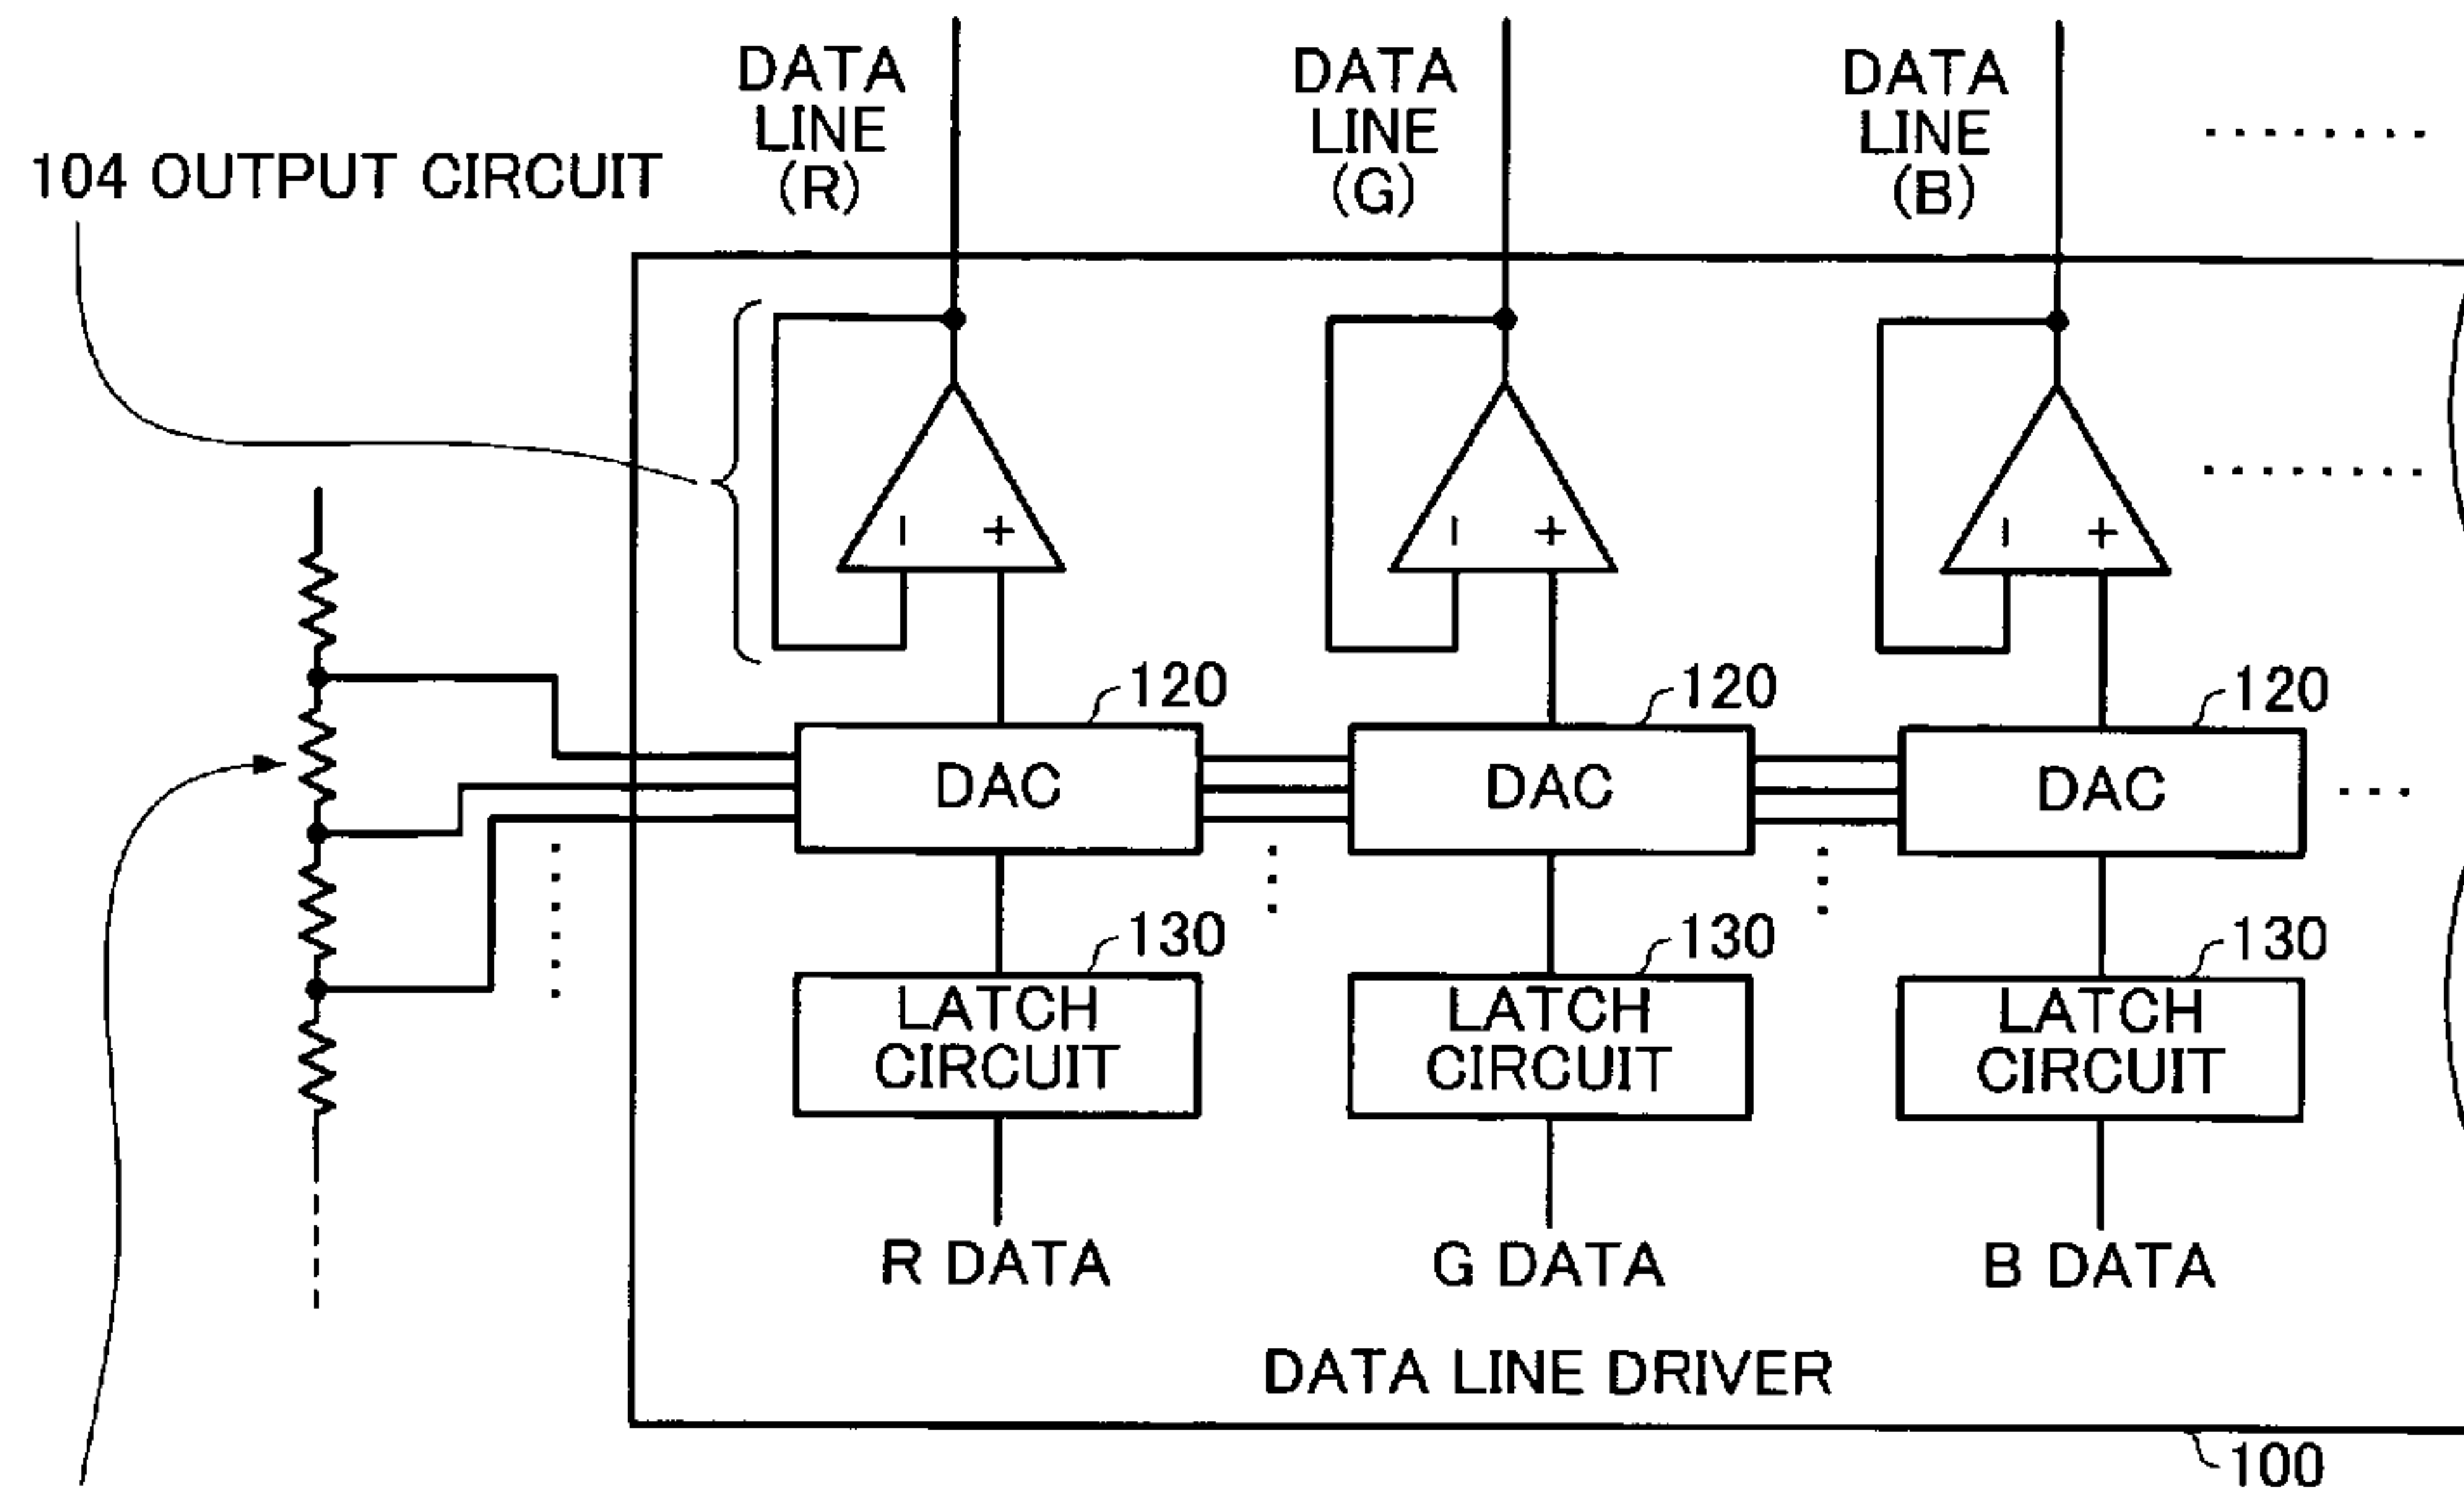 DATA
LINE
(R)
DATA
LINE
(G)
DATA
LINE
(B)
104 OUTPUT CIRCUIT
- +
- +
- +
120
120
120
DAC
DAC
DAC
130
130
130
LATCH
CIRCUIT
LATCH
CIRCUIT
LATCH
CIRCUIT
R DATA
G DATA
B DATA
DATA LINE DRIVER
100